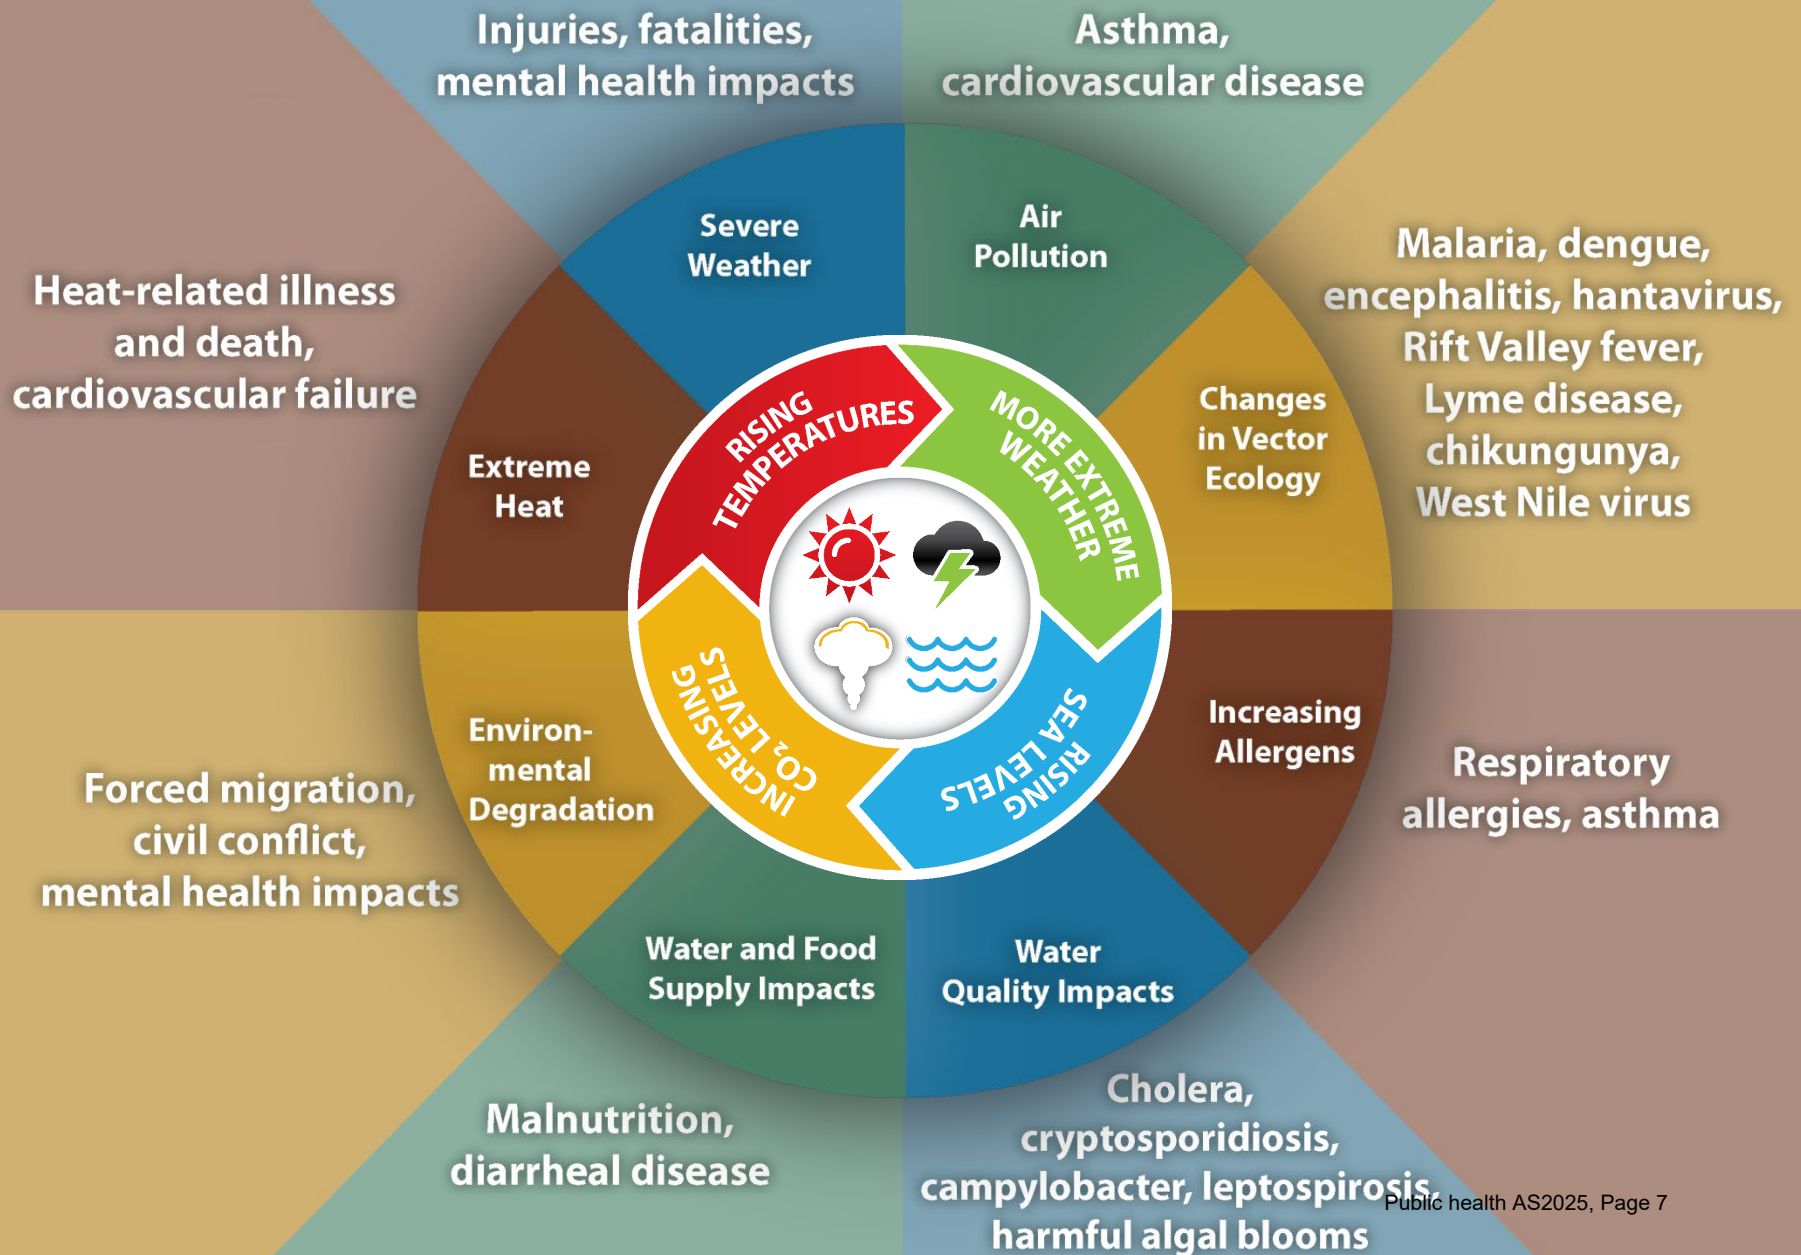 Injuries, fatalities,
mental health impacts
Asthma,
cardiovascular disease
Severe
Weather
Air
Pollution
Heat-related illness
and death,
cardiovascular failure
Malaria, dengue,
encephalitis, hantavirus,
Rift Valley fever,
Lyme disease,
chikungunya,
West Nile virus
Extreme
Heat
Changes
in Vector
Ecology
RISING
TEMPERATURES
MORE EXTREME
WEATHER
INCREASING
CO₂ LEVELS
RISING
SEA LEVELS
Environ-
mental
Degradation
Increasing
Allergens
Forced migration,
civil conflict,
mental health impacts
Respiratory
allergies, asthma
Water and Food
Supply Impacts
Water
Quality Impacts
Malnutrition,
diarrheal disease
Cholera,
cryptosporidiosis,
campylobacter, leptospirosis,
harmful algal blooms
Public health AS2025, Page 7